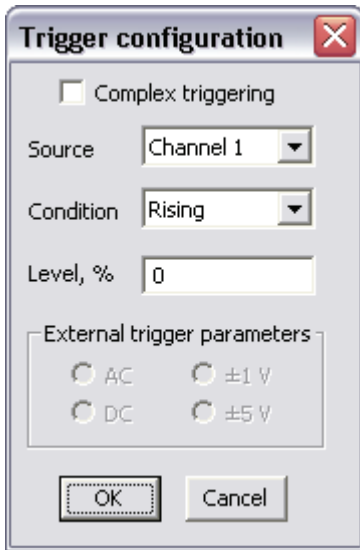 Trigger configuration
Complex triggering
Source Channel 1
Condition Rising
Level, % 0
External trigger parameters
AC ±1 V
DC ±5 V
OK Cancel